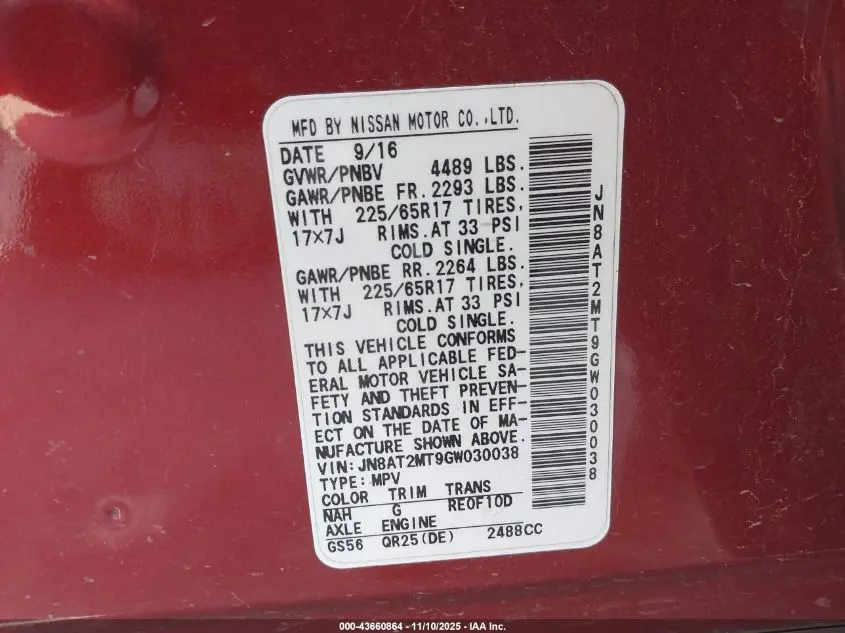 MFD BY NISSAN MOTOR CO.,LTD.
DATE 9/16
GVWR/PNBV 4489 LBS.
GAWR/PNBE FR. 2293 LBS.
WITH 225/65R17 TIRES,
17×7J RIMS.AT 33 PSI
COLD SINGLE.
GAWR/PNBE RR. 2264 LBS.
WITH 225/65R17 TIRES,
17×7J RIMS.AT 33 PSI
COLD SINGLE.
THIS VEHICLE CONFORMS
TO ALL APPLICABLE FED-
ERAL MOTOR VEHICLE SA-
FETY AND THEFT PREVEN-
TION STANDARDS IN EFF-
ECT ON THE DATE OF MA-
NUFACTURE SHOWN ABOVE.
VIN: JN8AT2MT9GW030038
TYPE: MPV
COLOR TRIM TRANS
NAH G RE0F10D
AXLE ENGINE
GS56 QR25(DE) 2488CC
JN8AT2MT9GW030038
000-43660864 - 11/10/2025 - IAA Inc.